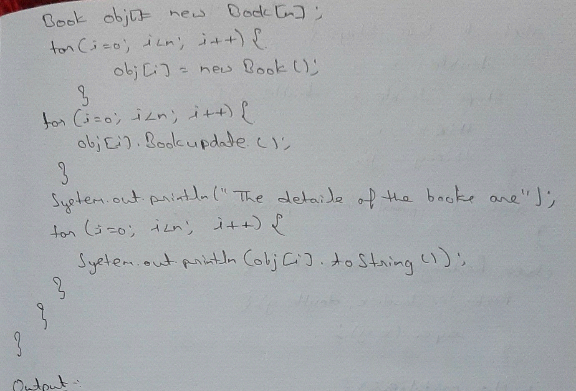 Book obj[]= new Book[n];
for(i=0; i<n; i++) {
obj[i] = new Book();
}
for (i=0; i<n; i++) {
obj[i].Bookupdate();
}
System.out.println("The details of the books are");
for (i=0; i<n; i++) {
System.out.println(obj[i].toString());
}
}
}
Output: